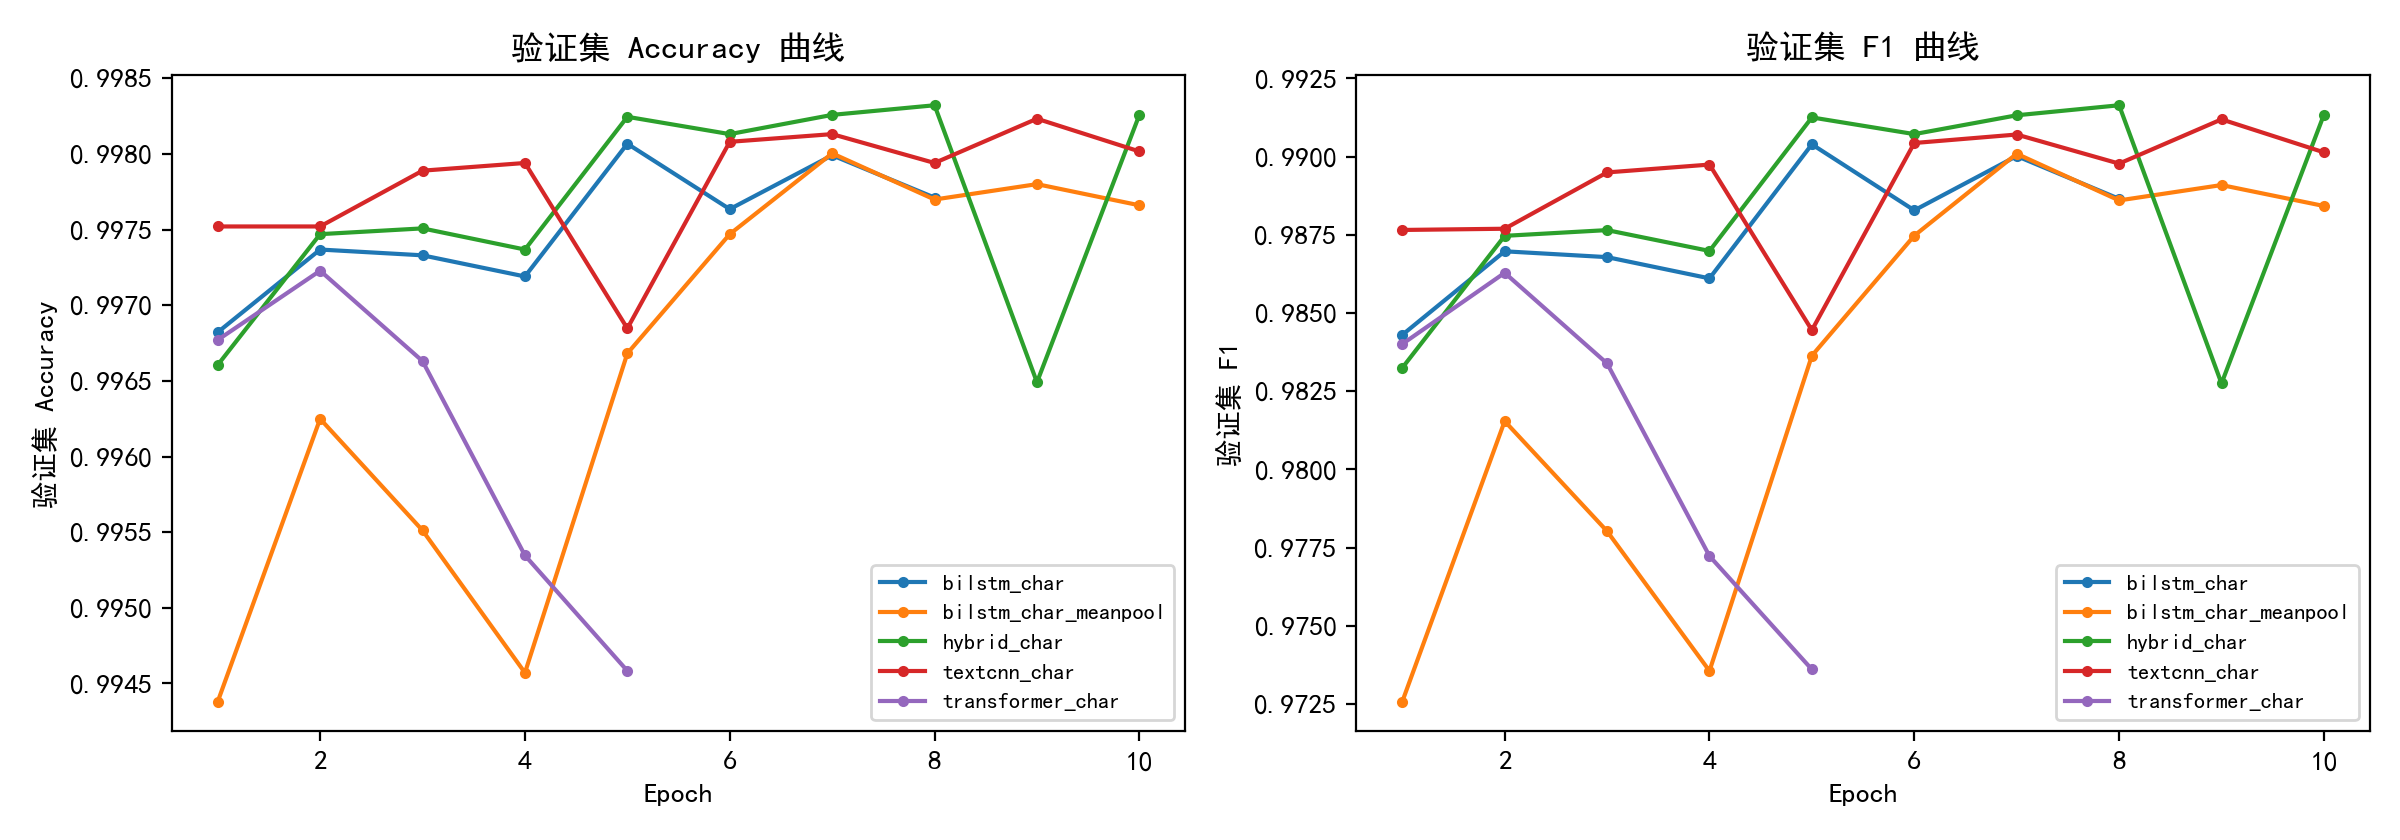 验证集 Accuracy 曲线
验证集 Accuracy
0.9985
0.9980
0.9975
0.9970
0.9965
0.9960
0.9955
0.9950
0.9945
2
4
6
8
10
Epoch
bilstm_char
bilstm_char_meanpool
hybrid_char
textcnn_char
transformer_char
验证集 F1 曲线
验证集 F1
0.9925
0.9900
0.9875
0.9850
0.9825
0.9800
0.9775
0.9750
0.9725
2
4
6
8
10
Epoch
bilstm_char
bilstm_char_meanpool
hybrid_char
textcnn_char
transformer_char